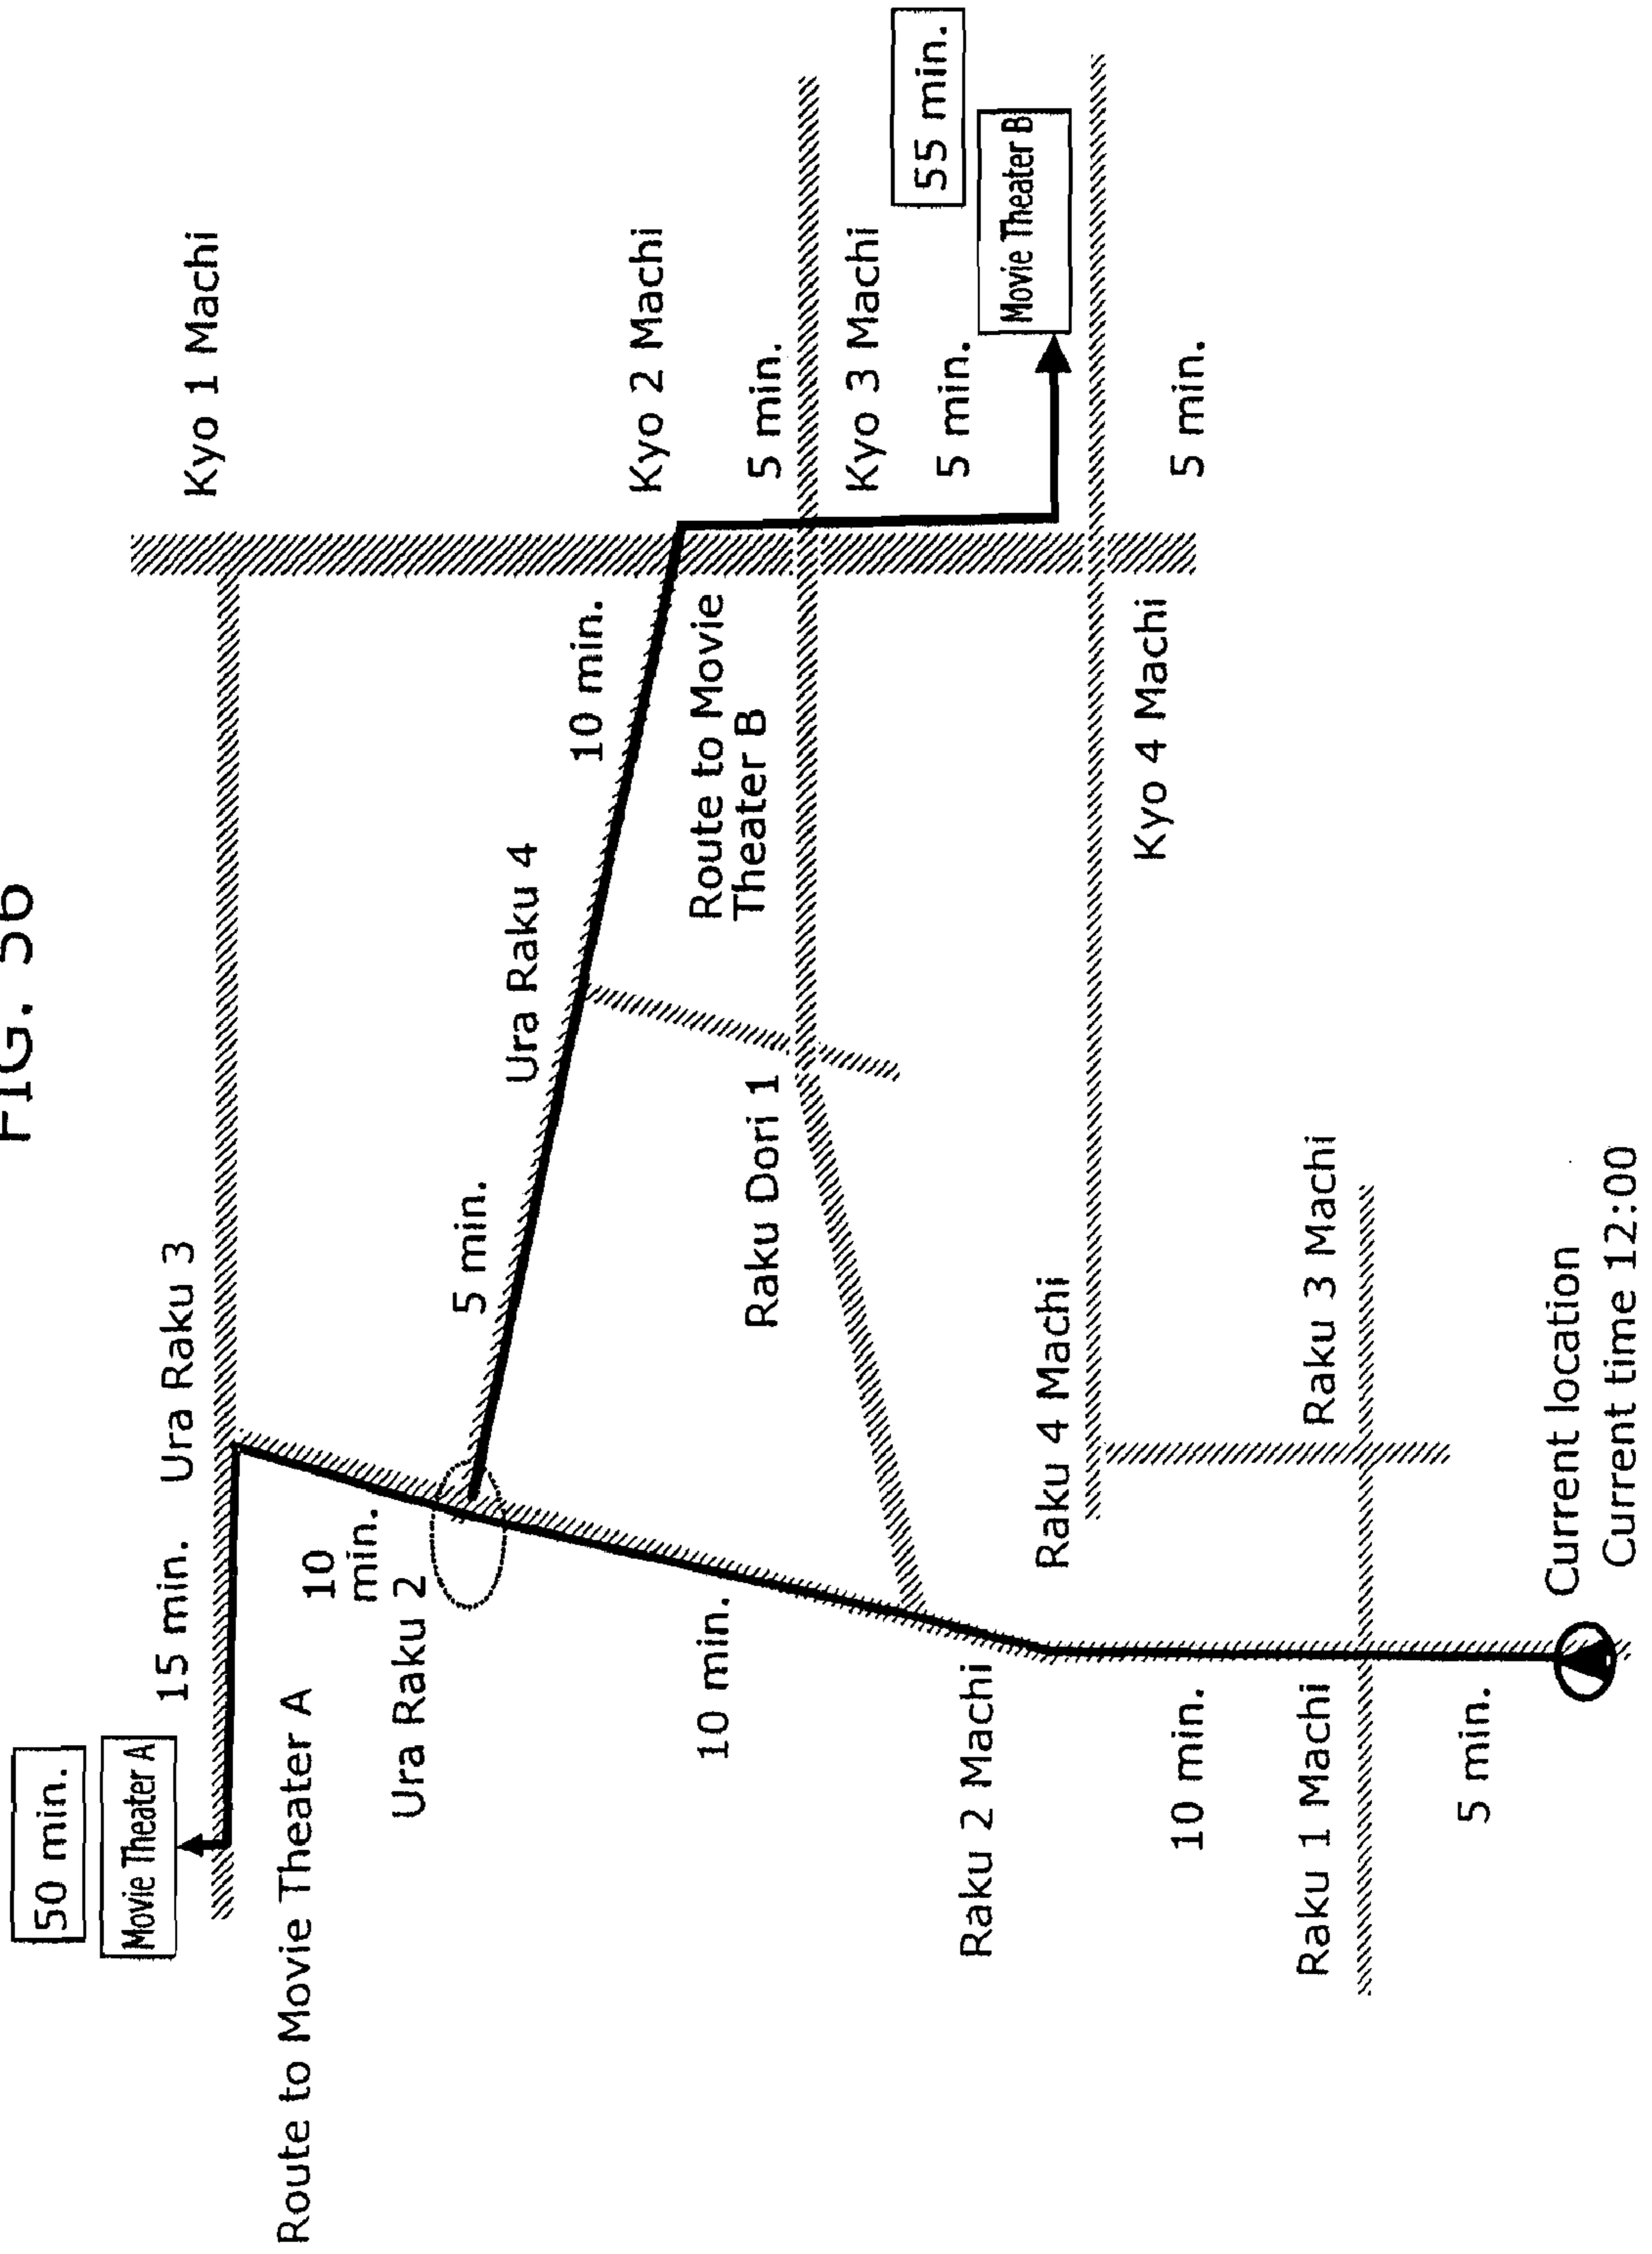 FIG. 56
50 min.
Movie Theater A
15 min.
Ura Raku 3
Kyo 1 Machi
Route to Movie Theater A
10
min.
Ura Raku 2
5 min.
Ura Raku 4
10 min.
Kyo 2 Machi
10 min.
Route to Movie
Theater B
Raku Dori 1
5 min.
Kyo 3 Machi
55 min.
5 min.
Movie Theater B
Raku 2 Machi
Raku 4 Machi
Kyo 4 Machi
10 min.
5 min.
Raku 1 Machi
Raku 3 Machi
5 min.
Current location
Current time 12:00